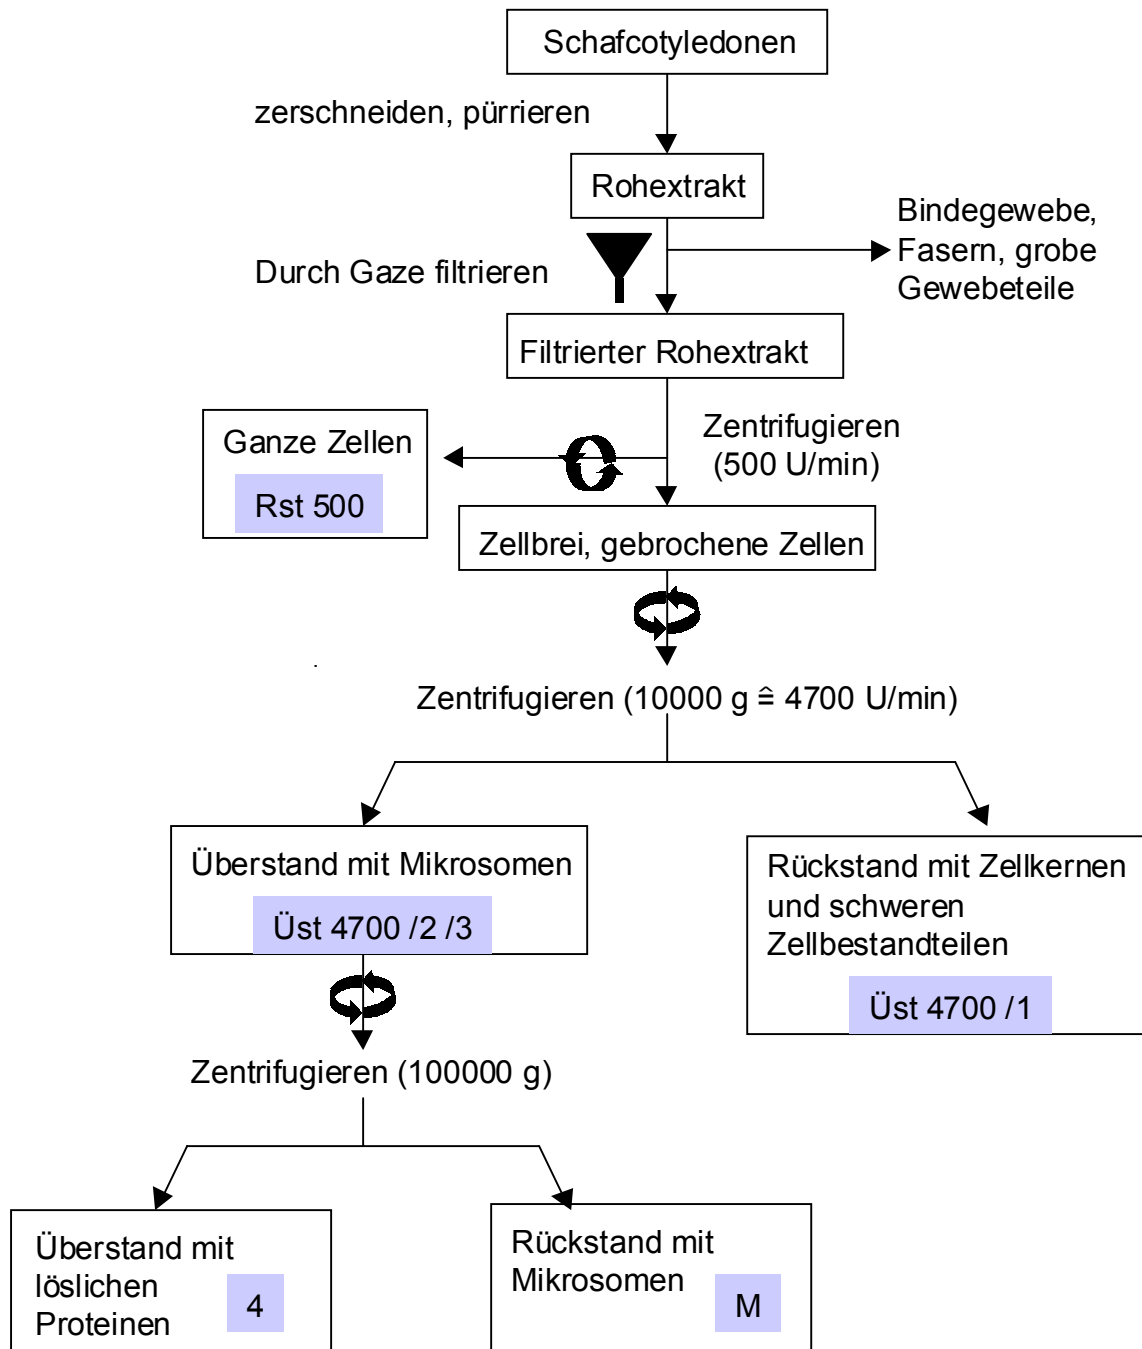 Schafcotyledonen
zerschneiden, pürrieren
Rohextrakt
Bindegewebe,
Fasern, grobe
Gewebeteile
Durch Gaze filtrieren
Filtrierter Rohextrakt
Ganze Zellen
Rst 500
Zentrifugieren
(500 U/min)
Zellbrei, gebrochene Zellen
Zentrifugieren (10000 g ≙ 4700 U/min)
Überstand mit Mikrosomen
Üst 4700 /2 /3
Rückstand mit Zellkernen
und schweren
Zellbestandteilen
Üst 4700 /1
Zentrifugieren (100000 g)
Überstand mit
löslichen
Proteinen
4
Rückstand mit
Mikrosomen
M